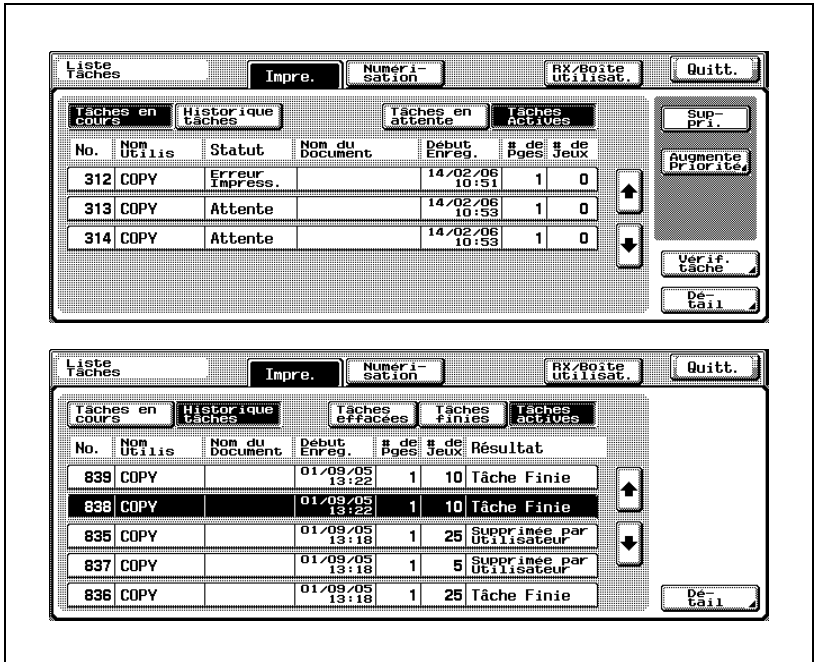 Liste
Tâches
Impre.
Numéri-
sation
RX/Boîte
utilisat.
Quitt.
Tâches en
cours
Historique
tâches
Tâches en
attente
Tâches
Actives
Sup-
pri.
No.
Nom
Utilis
Statut
Nom du
Document
Début
Enreg.
# de
Pges
# de
Jeux
Augmente
Priorité
312 COPY Erreur
Impress. 14/02/06
10:51 1 0
313 COPY Attente 14/02/06
10:53 1 0
314 COPY Attente 14/02/06
10:53 1 0
Vérif.
tâche
Dé-
tail
Liste
Tâches
Impre.
Numéri-
sation
RX/Boîte
utilisat.
Quitt.
Tâches en
cours
Historique
tâches
Tâches
effacées
Tâches
finies
Tâches
actives
No.
Nom
Utilis
Nom du
Document
Début
Enreg.
# de
Pges
# de
Jeux
Résultat
839 COPY 01/09/05
13:22 1 10 Tâche Finie
838 COPY 01/09/05
13:22 1 10 Tâche Finie
835 COPY 01/09/05
13:18 1 25 Supprimée par
Utilisateur
837 COPY 01/09/05
13:18 1 5 Supprimée par
Utilisateur
836 COPY 01/09/05
13:18 1 25 Tâche Finie
Dé-
tail